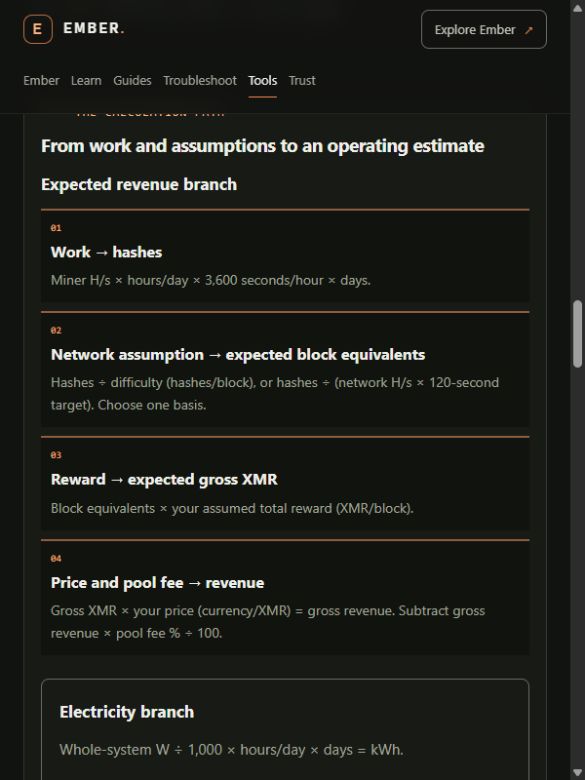 E EMBER.
Explore Ember ↗
Ember Learn Guides Troubleshoot Tools Trust
THE CALCULATION PATH
From work and assumptions to an operating estimate
Expected revenue branch
01
Work → hashes
Miner H/s × hours/day × 3,600 seconds/hour × days.
02
Network assumption → expected block equivalents
Hashes ÷ difficulty (hashes/block), or hashes ÷ (network H/s × 120-second
target). Choose one basis.
03
Reward → expected gross XMR
Block equivalents × your assumed total reward (XMR/block).
04
Price and pool fee → revenue
Gross XMR × your price (currency/XMR) = gross revenue. Subtract gross
revenue × pool fee % ÷ 100.
Electricity branch
Whole-system W ÷ 1,000 × hours/day × days = kWh.